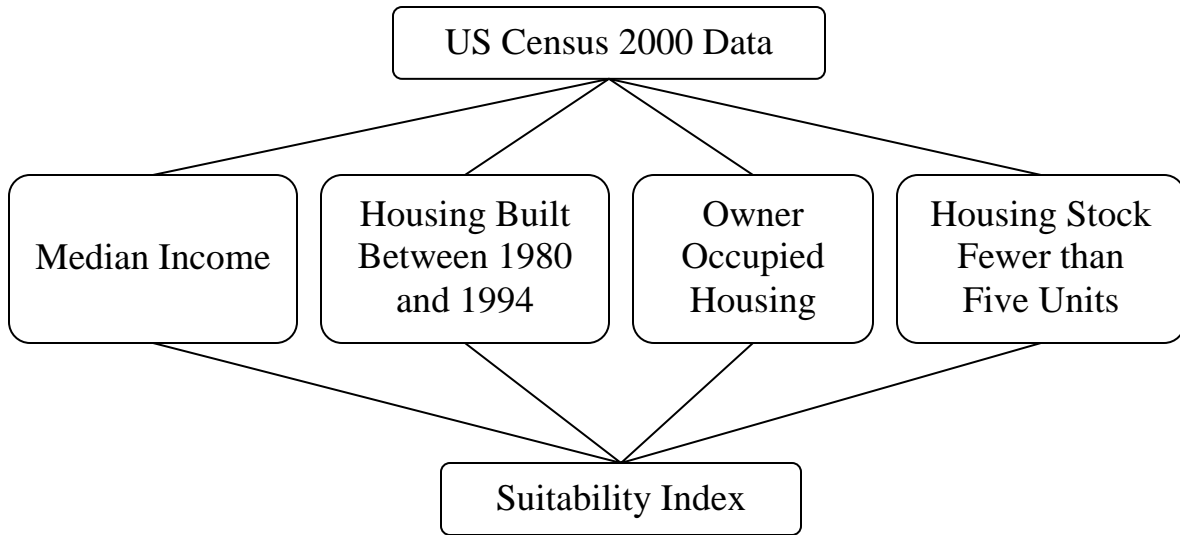 US Census 2000 Data
Median Income
Housing Built
Between 1980
and 1994
Owner
Occupied
Housing
Housing Stock
Fewer than
Five Units
Suitability Index